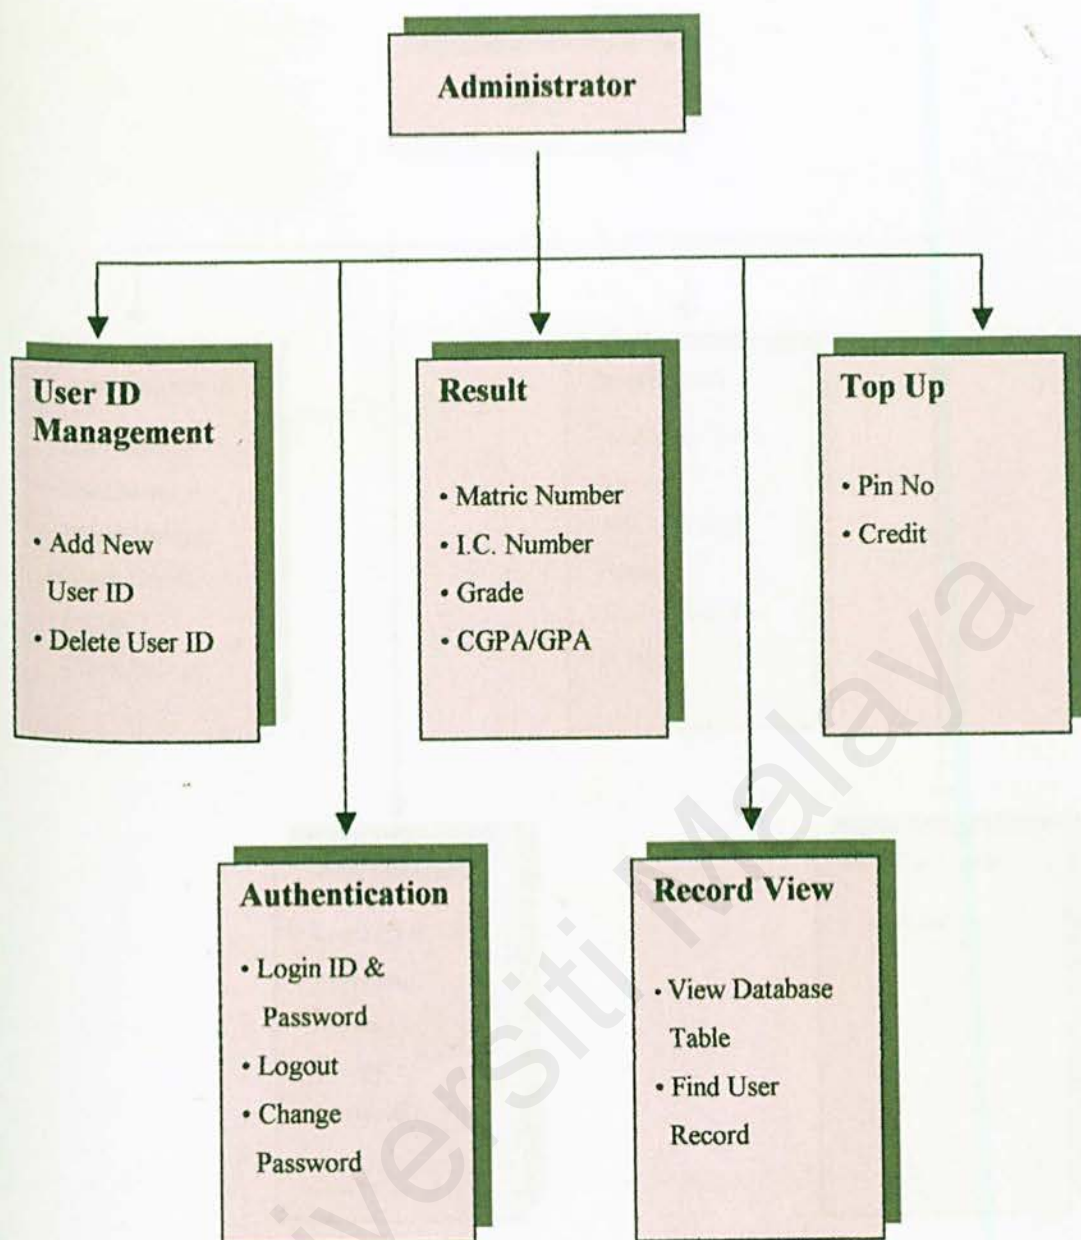 Administrator
User ID
Management
• Add New
User ID
• Delete User ID
Result
• Matric Number
• I.C. Number
• Grade
• CGPA/GPA
Top Up
• Pin No
• Credit
Authentication
• Login ID &
Password
• Logout
• Change
Password
Record View
• View Database
Table
• Find User
Record
versiti Malaya